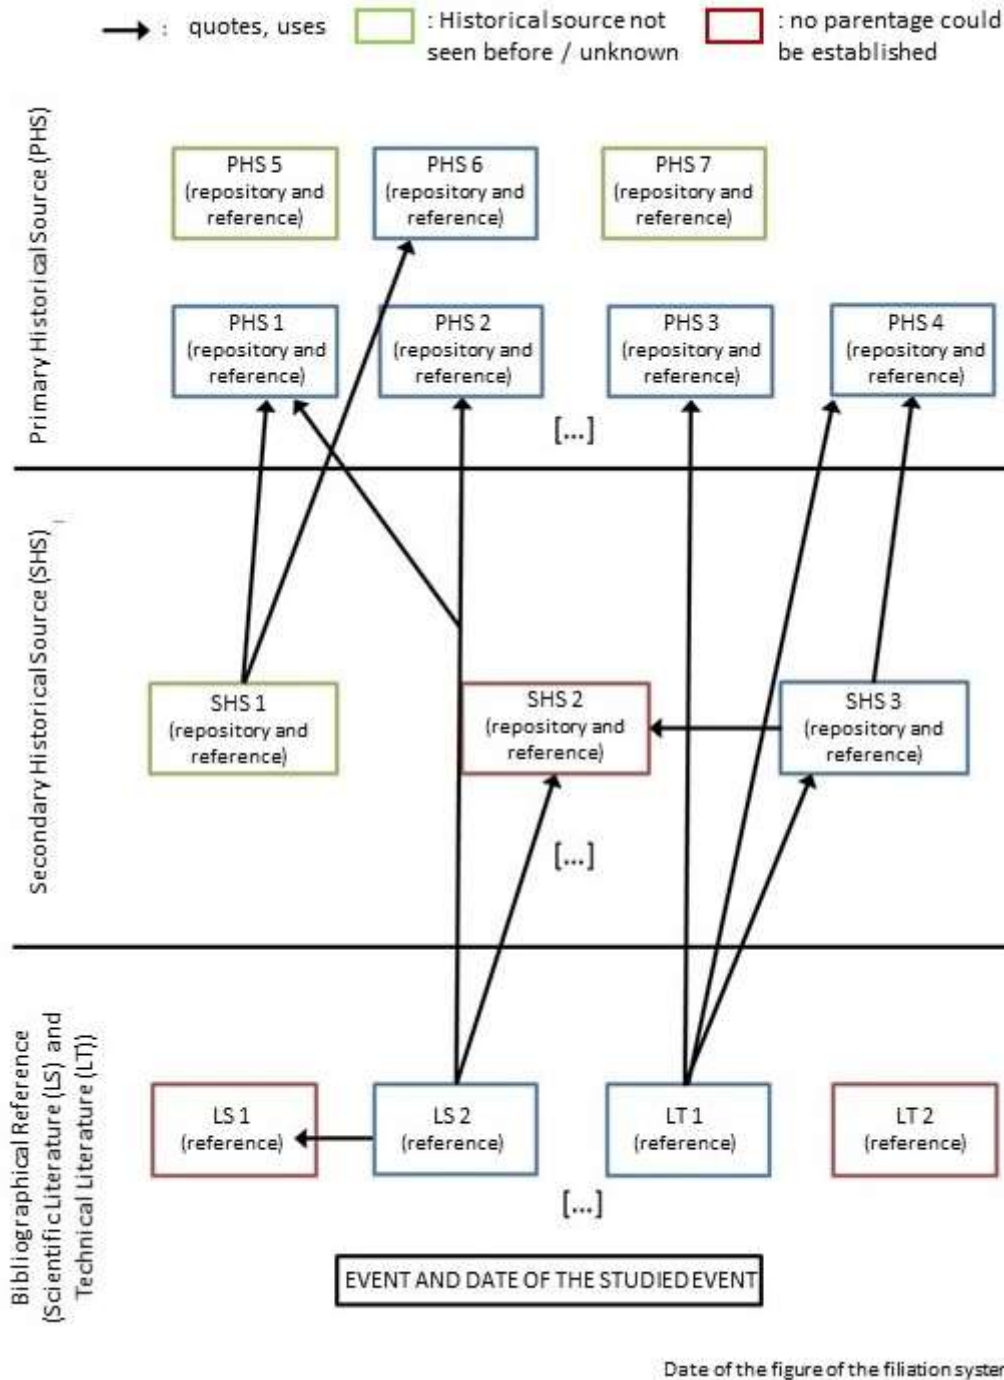 : quotes, uses
: Historical source not
seen before / unknown
: no parentage could
be established
Primary Historical Source (PHS)
PHS 5
(repository and
reference)
PHS 6
(repository and
reference)
PHS 7
(repository and
reference)
PHS 1
(repository and
reference)
PHS 2
(repository and
reference)
PHS 3
(repository and
reference)
PHS 4
(repository and
reference)
[...]
Secondary Historical Source (SHS)
SHS 1
(repository and
reference)
SHS 2
(repository and
reference)
SHS 3
(repository and
reference)
[...]
Bibliographical Reference
(Scientific Literature (LS) and
Technical Literature (LT))
LS 1
(reference)
LS 2
(reference)
LT 1
(reference)
LT 2
(reference)
[...]
EVENT AND DATE OF THE STUDIED EVENT
Date of the figure of the filiation system